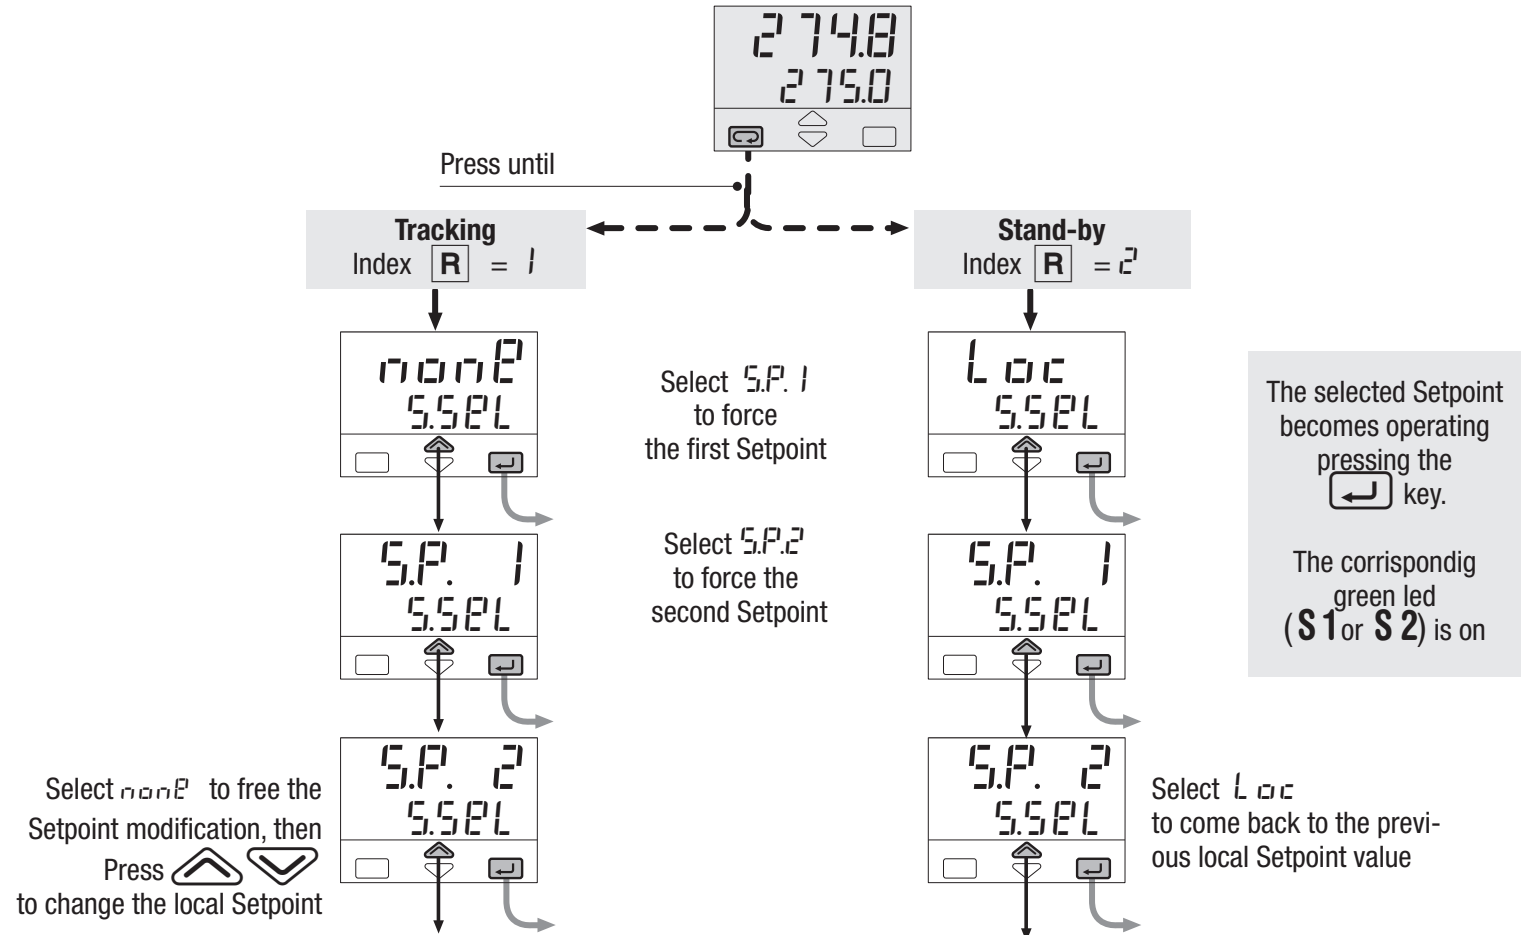 274.8
275.0
Press until
Tracking
Index R = 1
Stand-by
Index R = 2
nonE
S.SEL
S.P. 1
S.SEL
S.P. 2
S.SEL
Select S.P. 1
to force
the first Setpoint
Select S.P.2
to force the
second Setpoint
Select nonE to free the
Setpoint modification, then
Press
to change the local Setpoint
Loc
S.SEL
S.P. 1
S.SEL
S.P. 2
S.SEL
Select Loc
to come back to the previ-
ous local Setpoint value
The selected Setpoint
becomes operating
pressing the
key.
The corrispondig
green led
(S 1 or S 2) is on